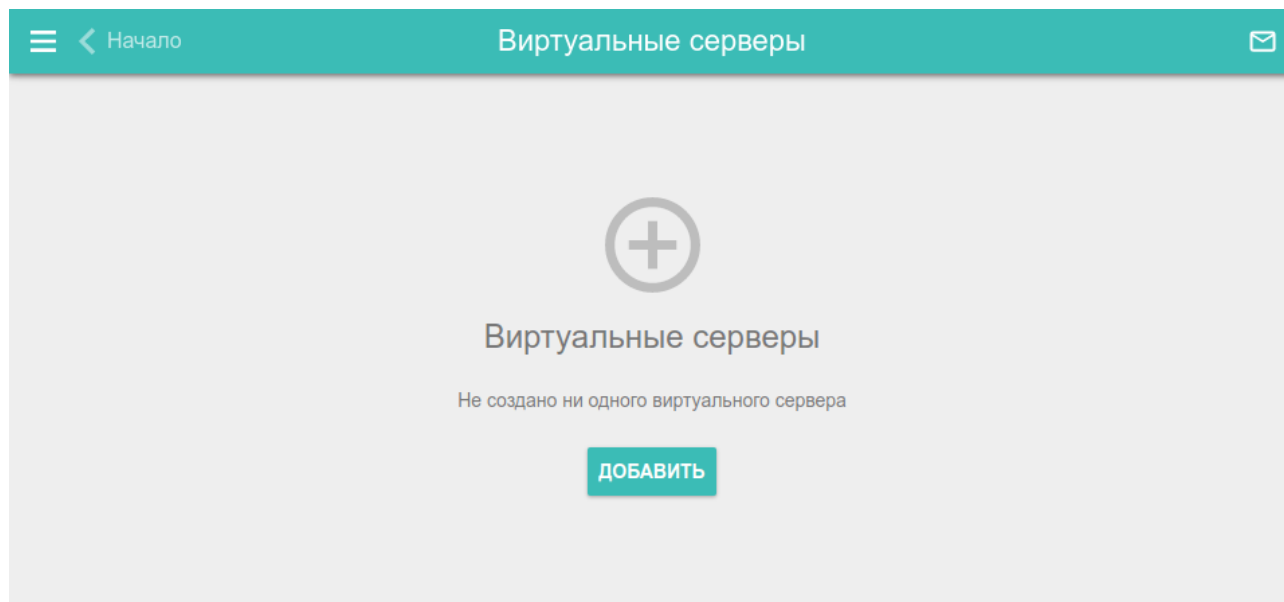 Начало
Виртуальные серверы
Виртуальные серверы
Не создано ни одного виртуального сервера
ДОБАВИТЬ